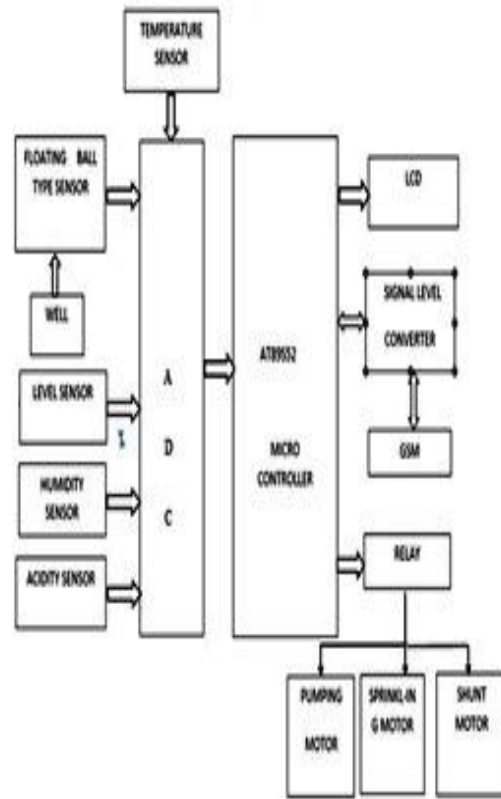 TEMPERATURE
SENSOR
FLOATING BALL
TYPE SENSOR
WELL
LEVEL SENSOR
HUMIDITY
SENSOR
ACIDITY SENSOR
A
D
C
AT89S52
MICRO
CONTROLLER
LCD
SIGNAL LEVEL
CONVERTER
GSM
RELAY
PUMPING
MOTOR
SPRINKL-IN
G MOTOR
SHUNT
MOTOR